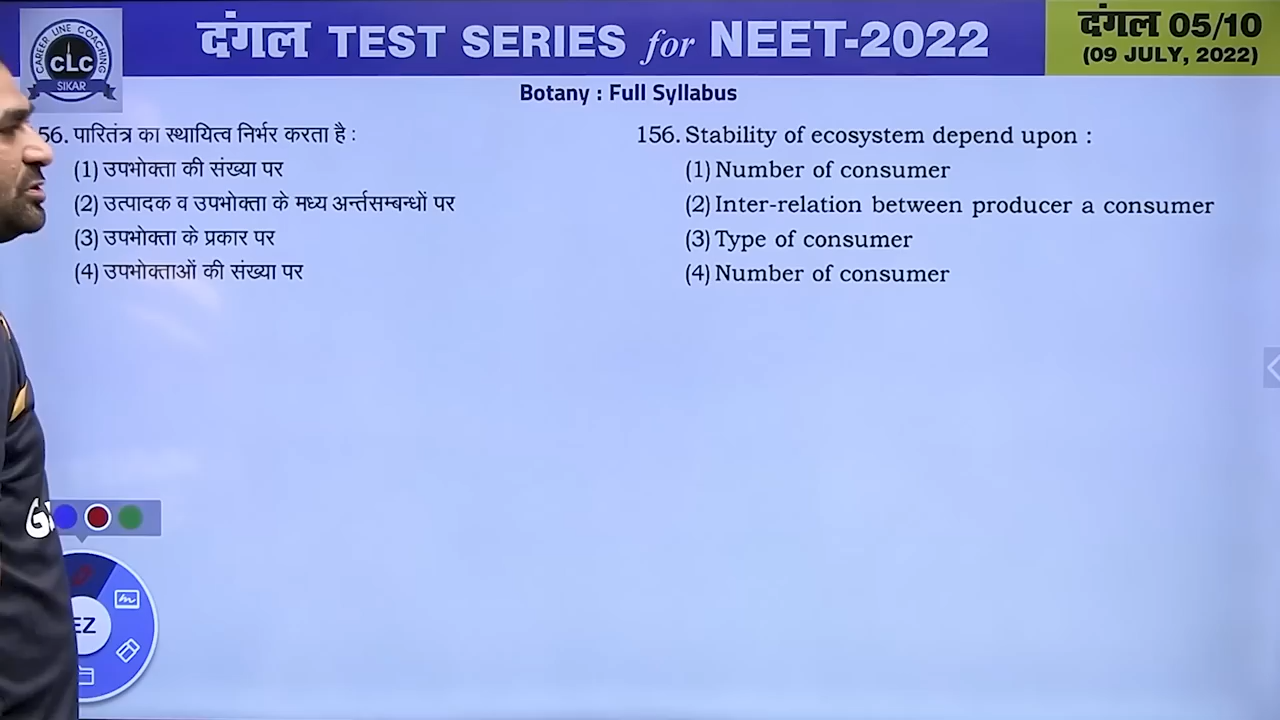 CAREER LINE COACHING
CLC
SIKAR
दंगल TEST SERIES for NEET-2022
दंगल 05/10
(09 JULY, 2022)
Botany : Full Syllabus
56. पारितंत्र का स्थायित्व निर्भर करता है :
(1) उपभोक्ता की संख्या पर
(2) उत्पादक व उपभोक्ता के मध्य अर्न्तसम्बन्धों पर
(3) उपभोक्ता के प्रकार पर
(4) उपभोक्ताओं की संख्या पर
156. Stability of ecosystem depend upon :
(1) Number of consumer
(2) Inter-relation between producer a consumer
(3) Type of consumer
(4) Number of consumer
EZ